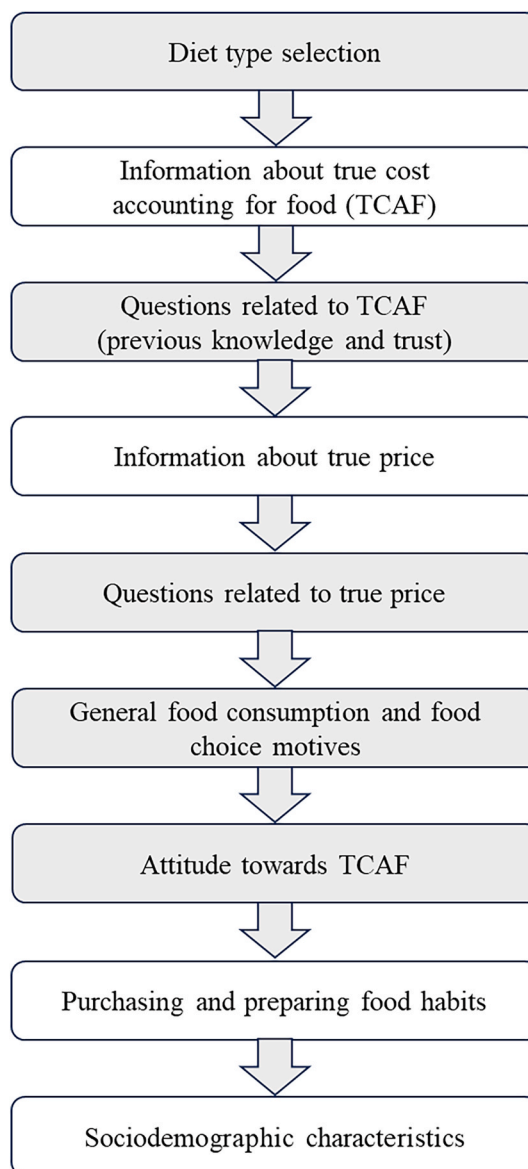 Diet type selection
Information about true cost
accounting for food (TCAF)
Questions related to TCAF
(previous knowledge and trust)
Information about true price
Questions related to true price
General food consumption and food
choice motives
Attitude towards TCAF
Purchasing and preparing food habits
Sociodemographic characteristics